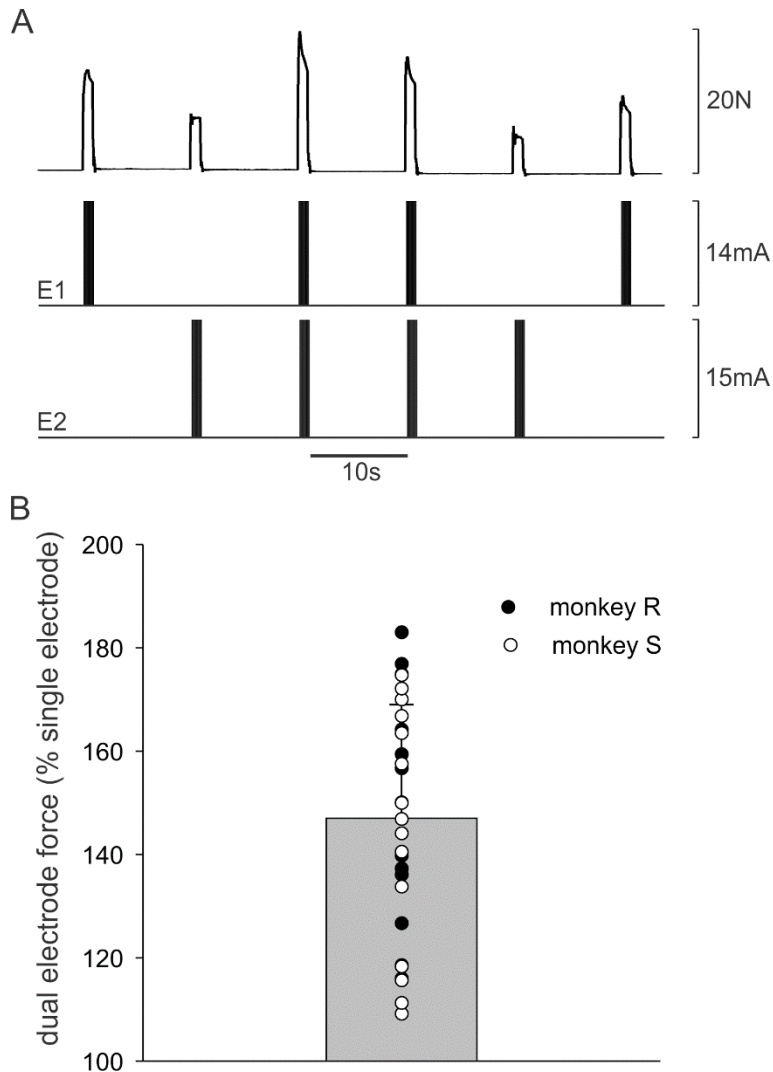 A
20N
E1
14mA
E2
15mA
10s
B
dual electrode force (% single electrode)
200
180
160
140
120
100
monkey R
monkey S